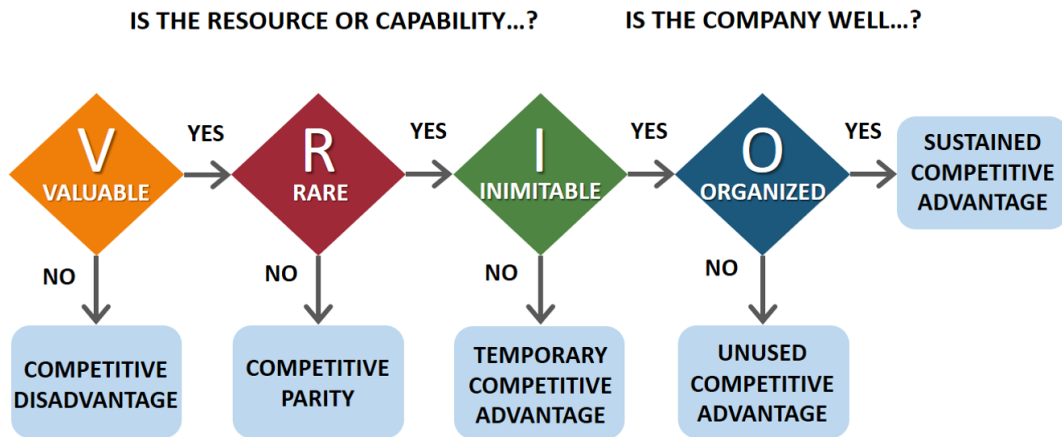 IS THE RESOURCE OR CAPABILITY...?
IS THE COMPANY WELL...?
V
VALUABLE
YES
R
RARE
YES
I
INIMITABLE
YES
O
ORGANIZED
YES
SUSTAINED
COMPETITIVE
ADVANTAGE
NO
NO
NO
NO
COMPETITIVE
DISADVANTAGE
COMPETITIVE
PARITY
TEMPORARY
COMPETITIVE
ADVANTAGE
UNUSED
COMPETITIVE
ADVANTAGE